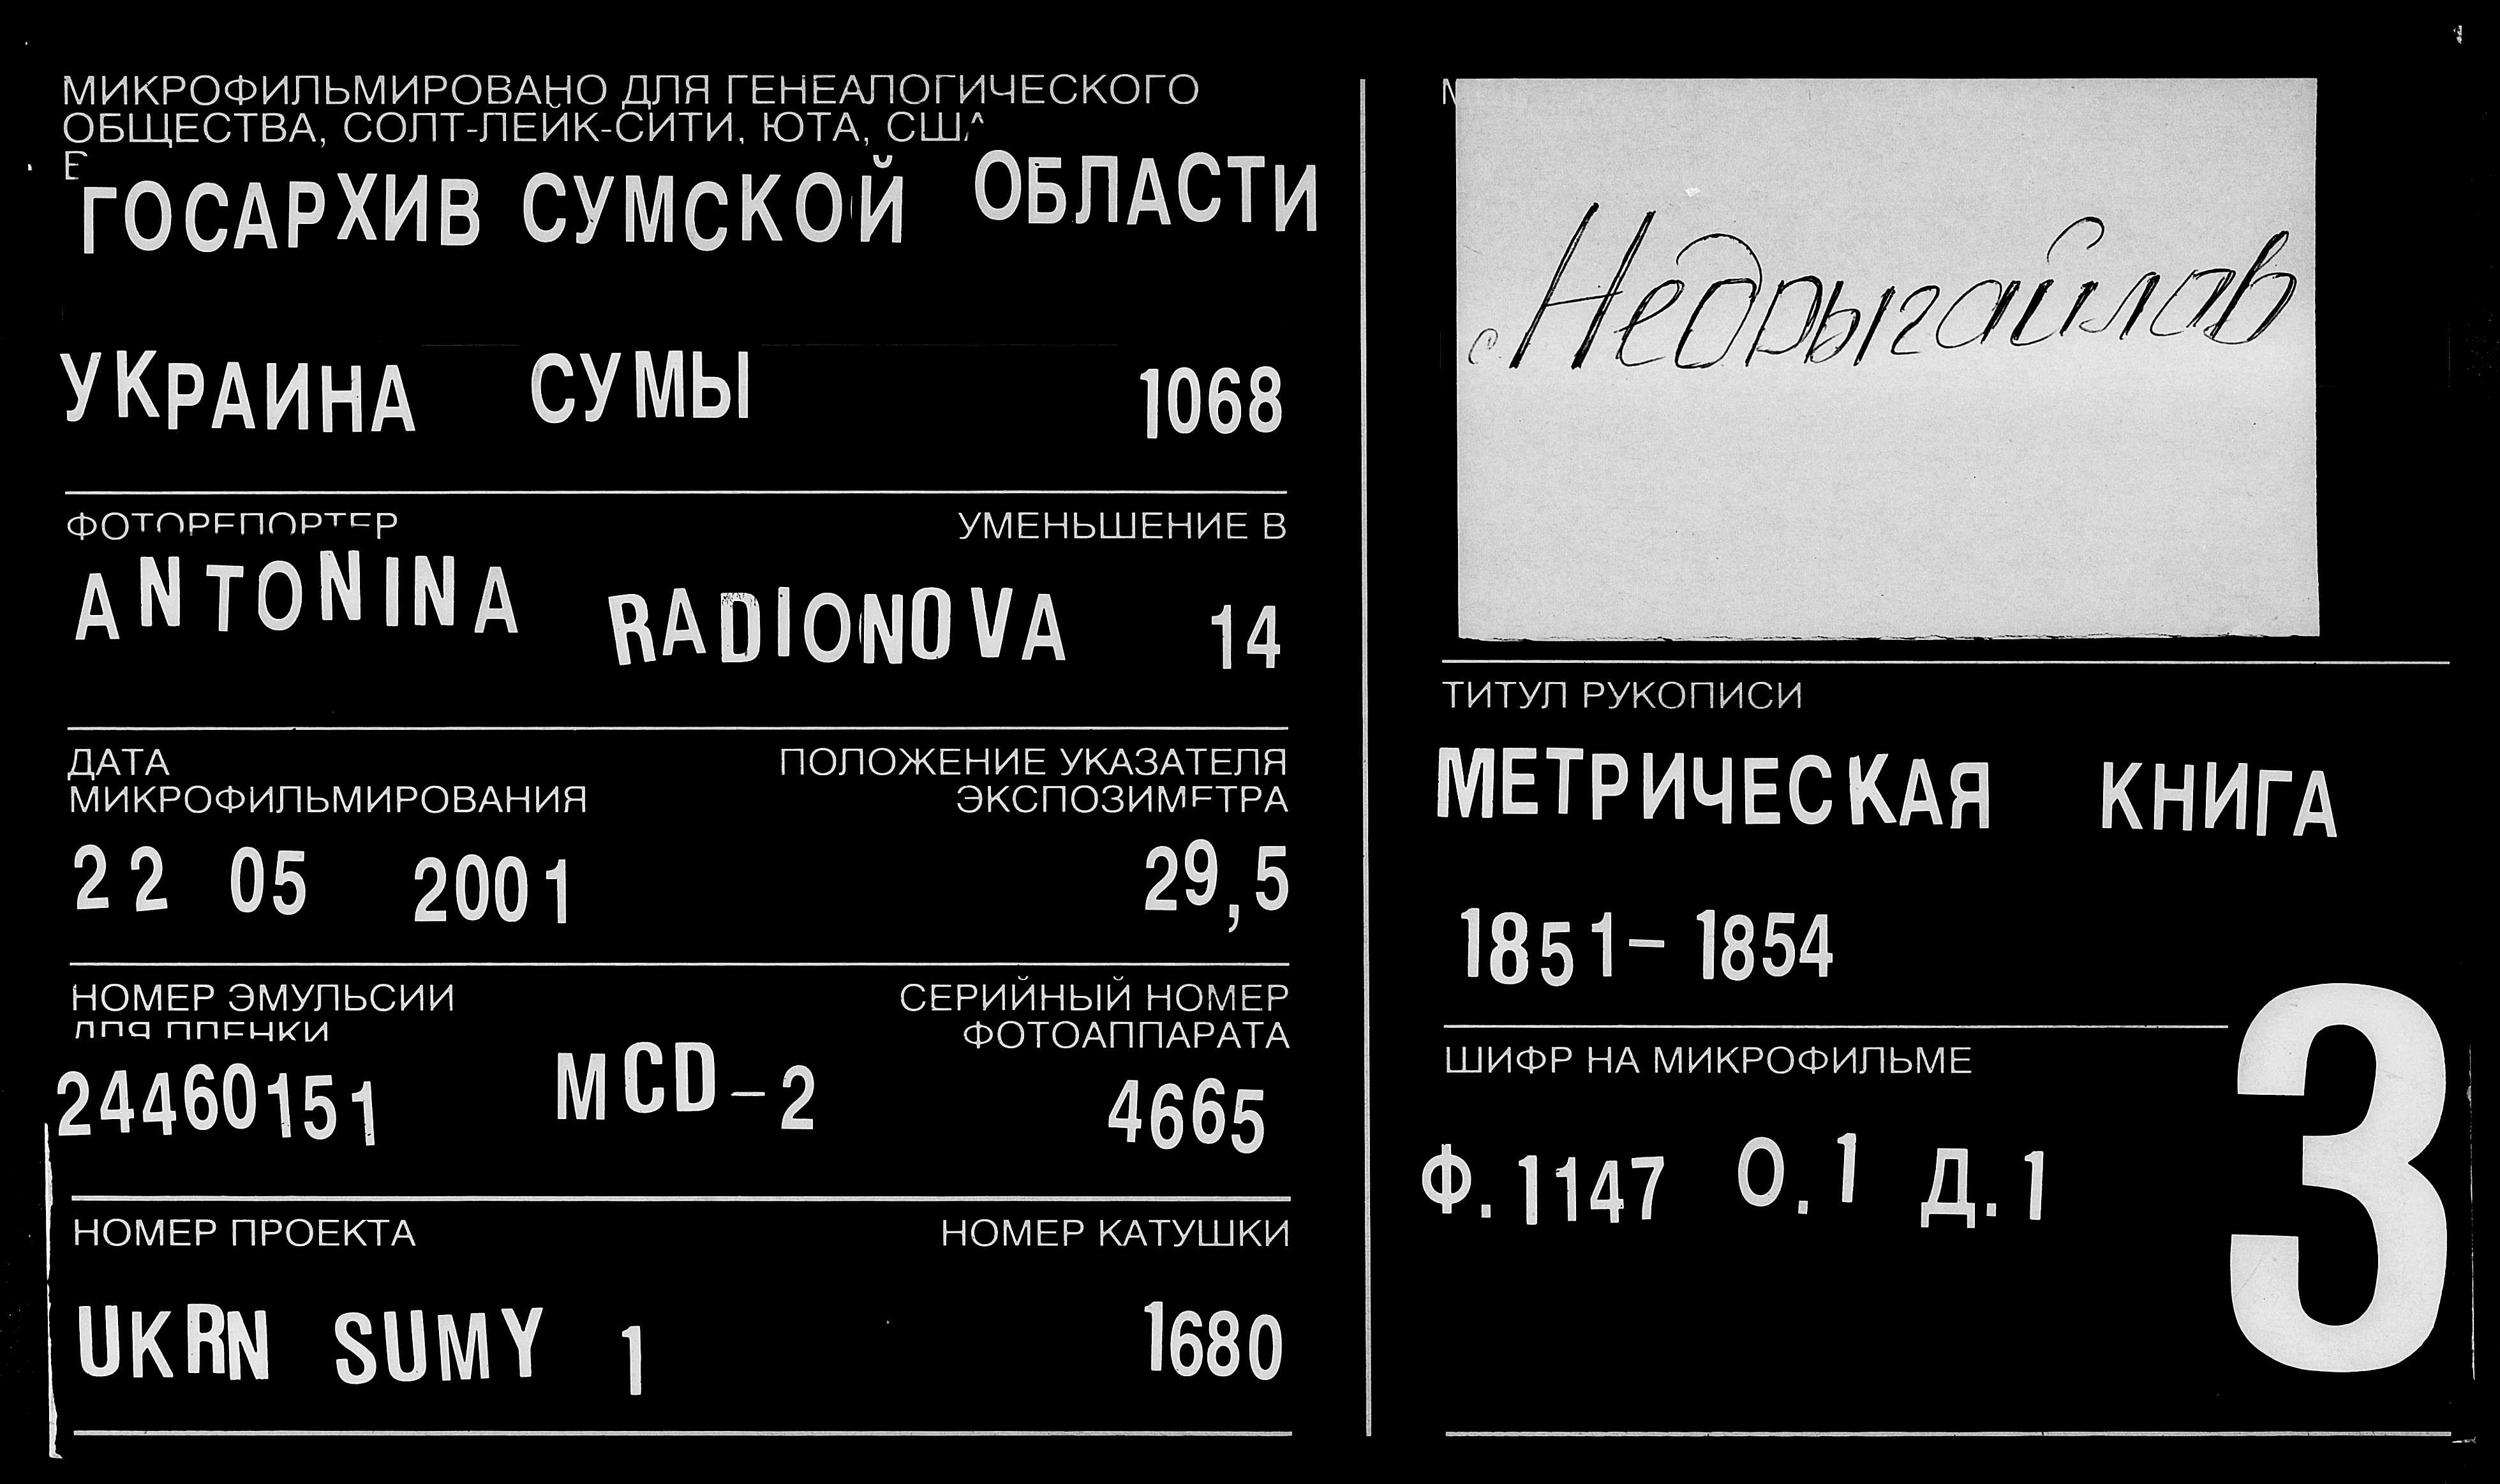 МИКРОФИЛЬМИРОВАНО ДЛЯ ГЕНЕАЛОГИЧЕСКОГО
ОБЩЕСТВА, СОЛТ-ЛЕЙК-СИТИ, ЮТА, США
В
ГОСАРХИВ СУМСКОЙ ОБЛАСТИ
УКРАИНА СУМЫ 1068
ФОТОРЕПОРТЕР УМЕНЬШЕНИЕ В
ANTONINA RADIONOVA 14
ДАТА ПОЛОЖЕНИЕ УКАЗАТЕЛЯ
МИКРОФИЛЬМИРОВАНИЯ ЭКСПОЗИМЕТРА
22 05 2001 29,5
НОМЕР ЭМУЛЬСИИ СЕРИЙНЫЙ НОМЕР
ДЛЯ ПЛЕНКИ ФОТОАППАРАТА
24460151 MCD-2 4665
НОМЕР ПРОЕКТА НОМЕР КАТУШКИ
UKRN SUMY 1 1680
с. Недрыгайлов
ТИТУЛ РУКОПИСИ
МЕТРИЧЕСКАЯ КНИГА
1851-1854
ШИФР НА МИКРОФИЛЬМЕ
Ф.1147 О.1 Д.1
3